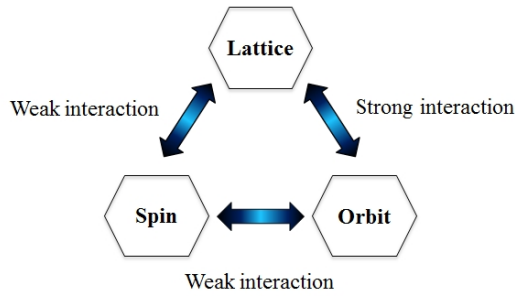 Lattice
Weak interaction
Strong interaction
Spin
Orbit
Weak interaction